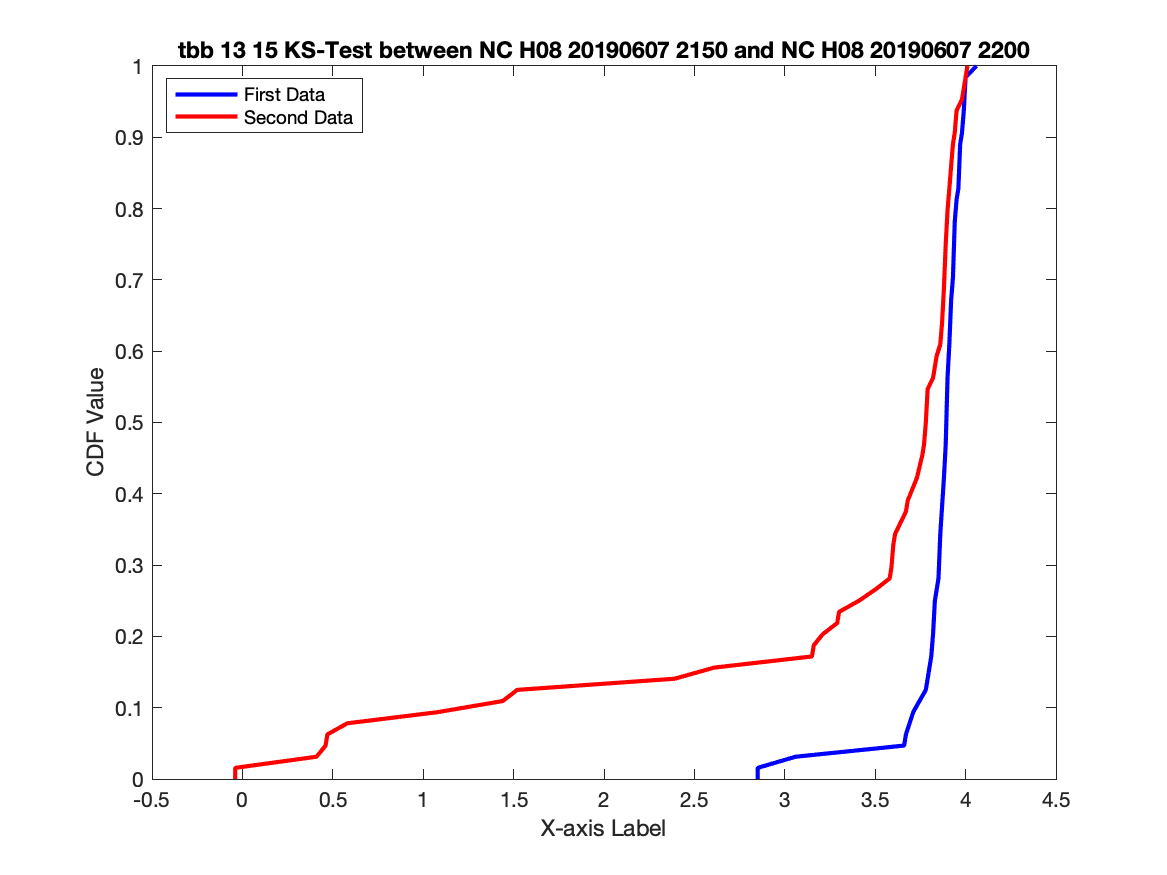 tbb 13 15 KS-Test between NC H08 20190607 2150 and NC H08 20190607 2200
First Data
Second Data
CDF Value
1
0.9
0.8
0.7
0.6
0.5
0.4
0.3
0.2
0.1
0
-0.5 0 0.5 1 1.5 2 2.5 3 3.5 4 4.5
X-axis Label